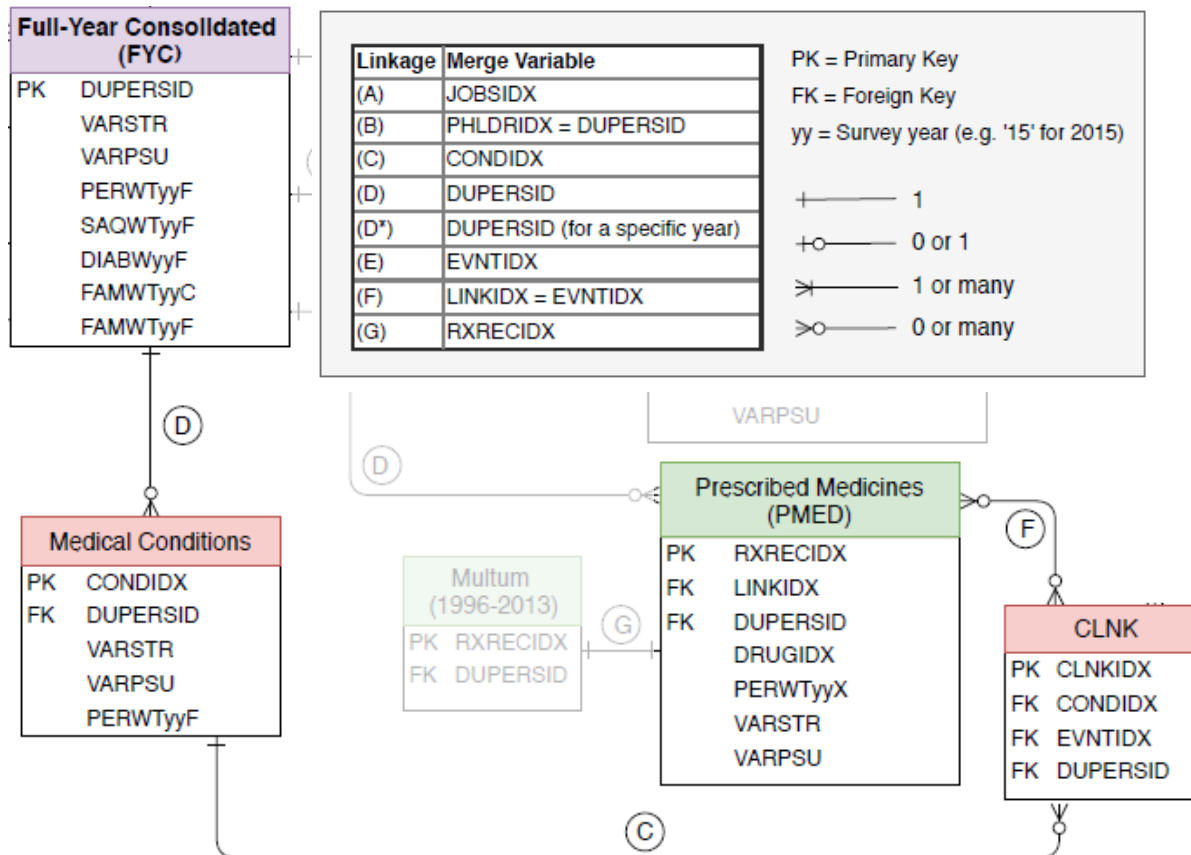 Full-Year Consolidated
(FYC)
PK DUPERSID
VARSTR
VARPSU
PERWTyyF
SAQWTyyF
DIABWyyF
FAMWTyyC
FAMWTyyF
Linkage Merge Variable
(A) JOBSIDX
(B) PHLDRIDX = DUPERSID
(C) CONDIDX
(D) DUPERSID
(D*) DUPERSID (for a specific year)
(E) EVNTIDX
(F) LINKIDX = EVNTIDX
(G) RXRECIDX
PK = Primary Key
FK = Foreign Key
yy = Survey year (e.g. '15' for 2015)
1
0 or 1
1 or many
0 or many
D
VARPSU
D
Medical Conditions
PK CONDIDX
FK DUPERSID
VARSTR
VARPSU
PERWTyyF
Multum
(1996-2013)
PK RXRECIDX
FK DUPERSID
G
Prescribed Medicines
(PMED)
PK RXRECIDX
FK LINKIDX
FK DUPERSID
DRUGIDX
PERWTyyX
VARSTR
VARPSU
F
CLNK
PK CLNKIDX
FK CONDIDX
FK EVNTIDX
FK DUPERSID
C